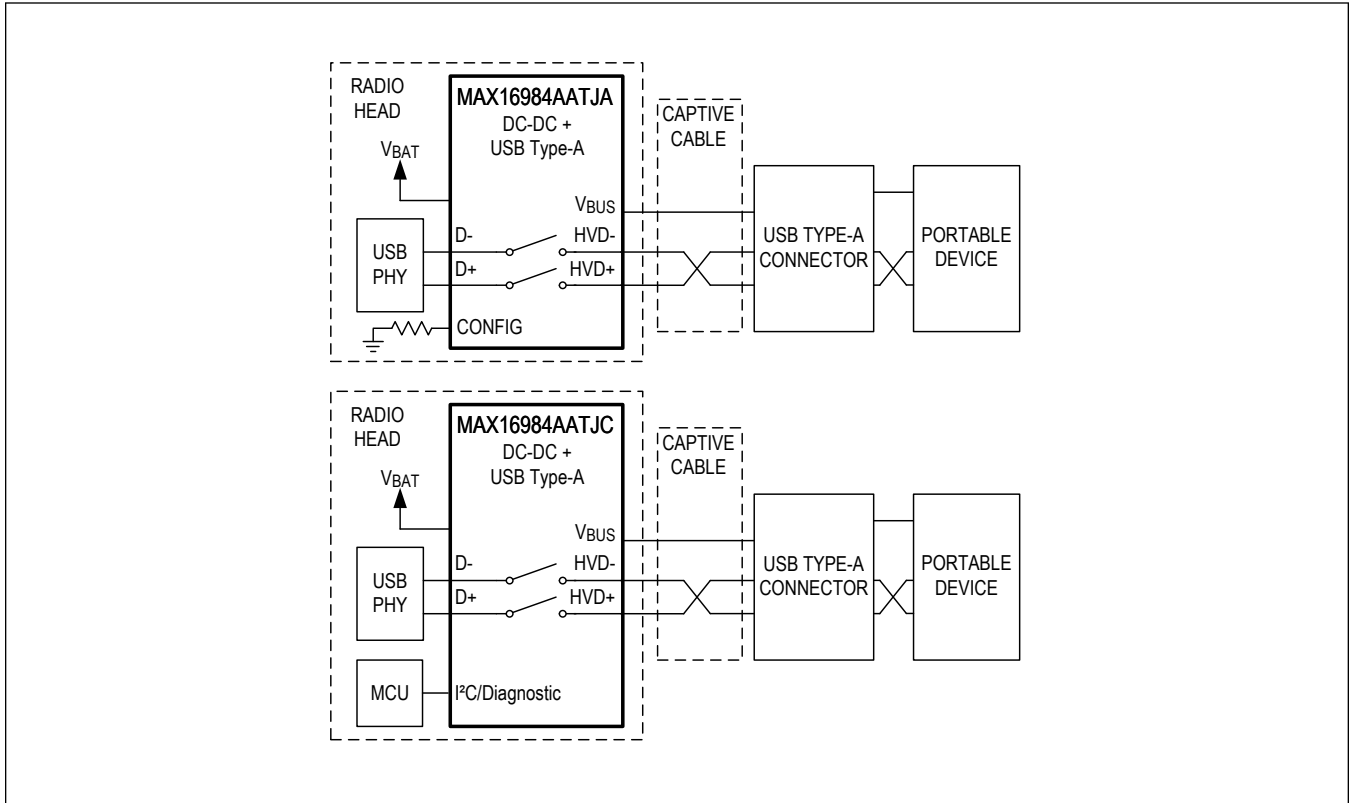 RADIO
HEAD
MAX16984AATJA
DC-DC +
USB Type-A
CAPTIVE
CABLE
VBAT
VBUS
USB
PHY
D-
D+
HVD-
HVD+
USB TYPE-A
CONNECTOR
PORTABLE
DEVICE
CONFIG
RADIO
HEAD
MAX16984AATJC
DC-DC +
USB Type-A
CAPTIVE
CABLE
VBAT
VBUS
USB
PHY
D-
D+
HVD-
HVD+
USB TYPE-A
CONNECTOR
PORTABLE
DEVICE
MCU
I²C/Diagnostic